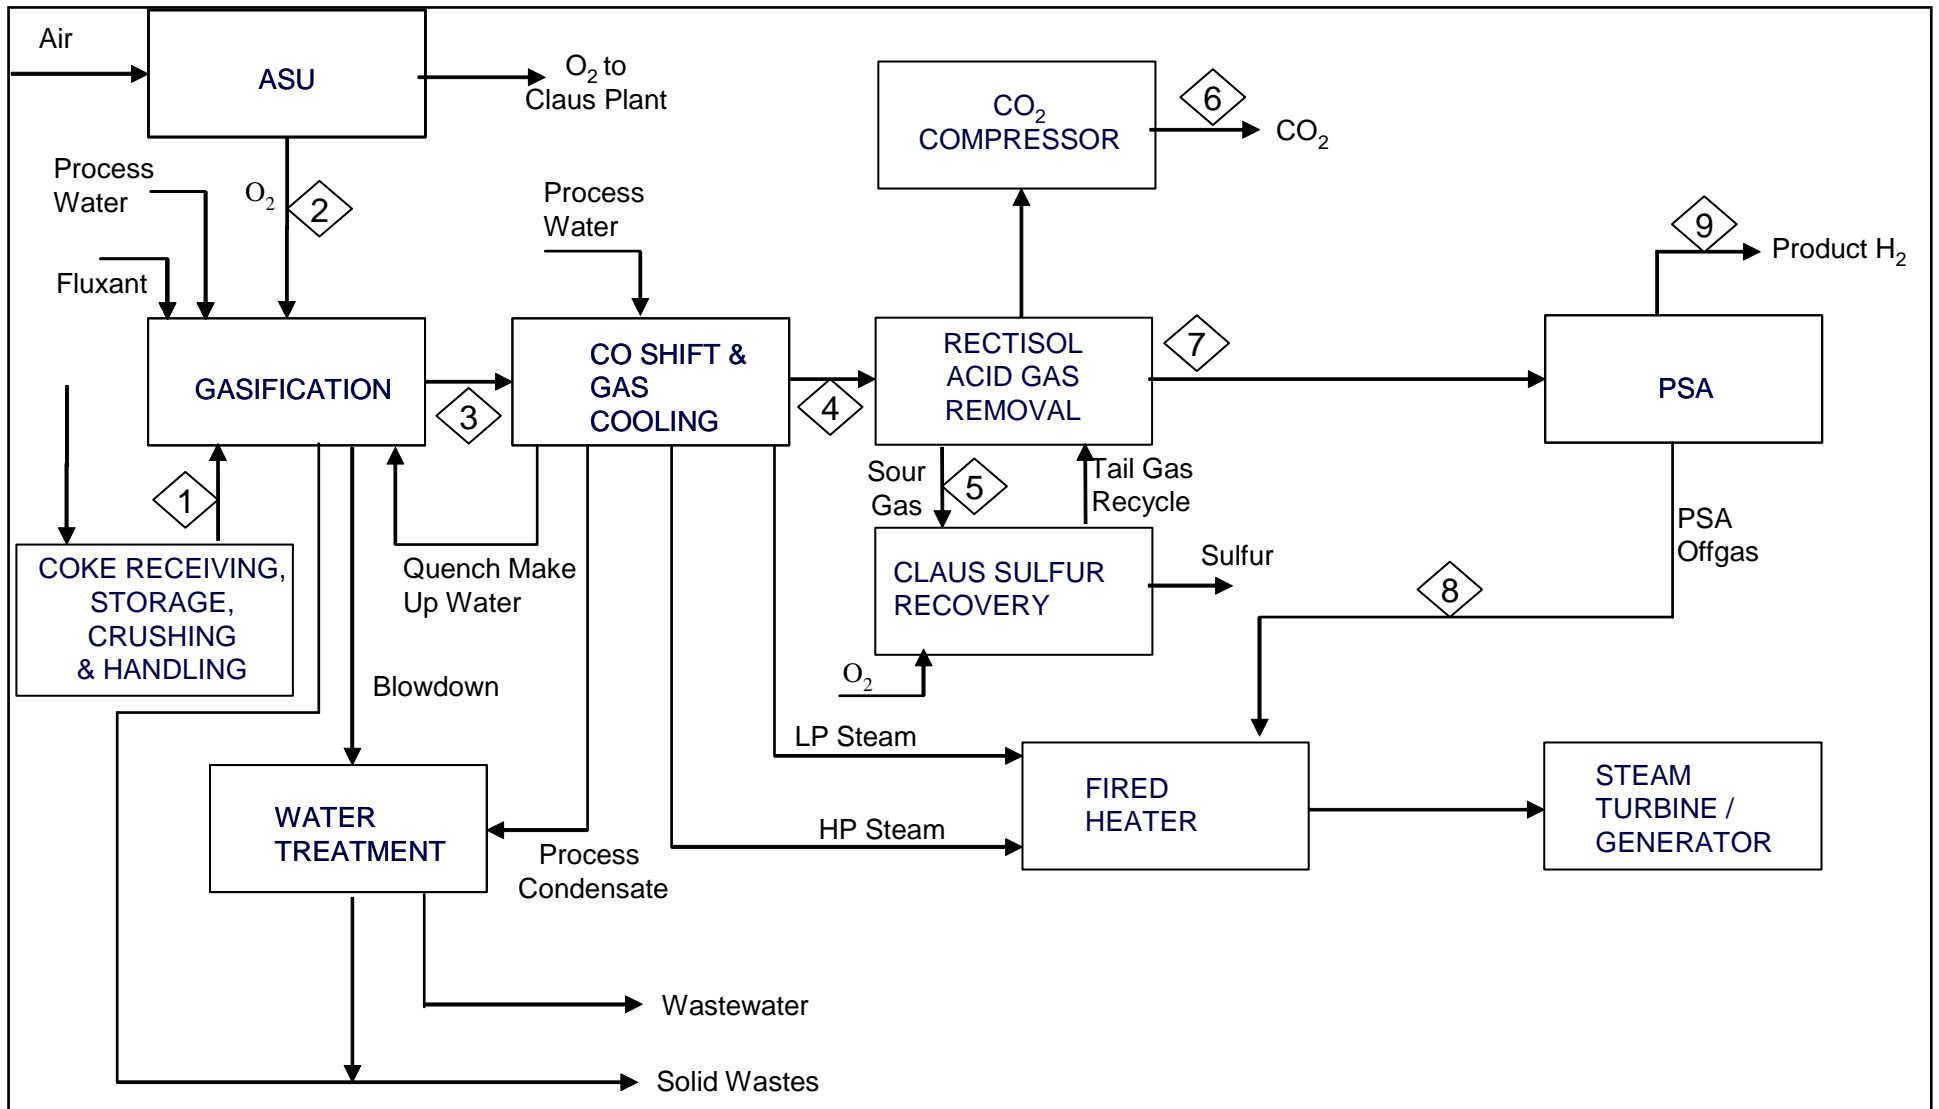 Air
ASU
O₂ to
Claus Plant
CO₂
COMPRESSOR
6
CO₂
Process
Water
O₂
2
Process
Water
9
Product H₂
Fluxant
GASIFICATION
3
CO SHIFT &
GAS
COOLING
4
RECTISOL
ACID GAS
REMOVAL
7
PSA
1
Sour
Gas
5
Tail Gas
Recycle
PSA
Offgas
COKE RECEIVING,
STORAGE,
CRUSHING
& HANDLING
Quench Make
Up Water
CLAUS SULFUR
RECOVERY
Sulfur
8
O₂
Blowdown
LP Steam
HP Steam
FIRED
HEATER
STEAM
TURBINE /
GENERATOR
WATER
TREATMENT
Process
Condensate
Wastewater
Solid Wastes